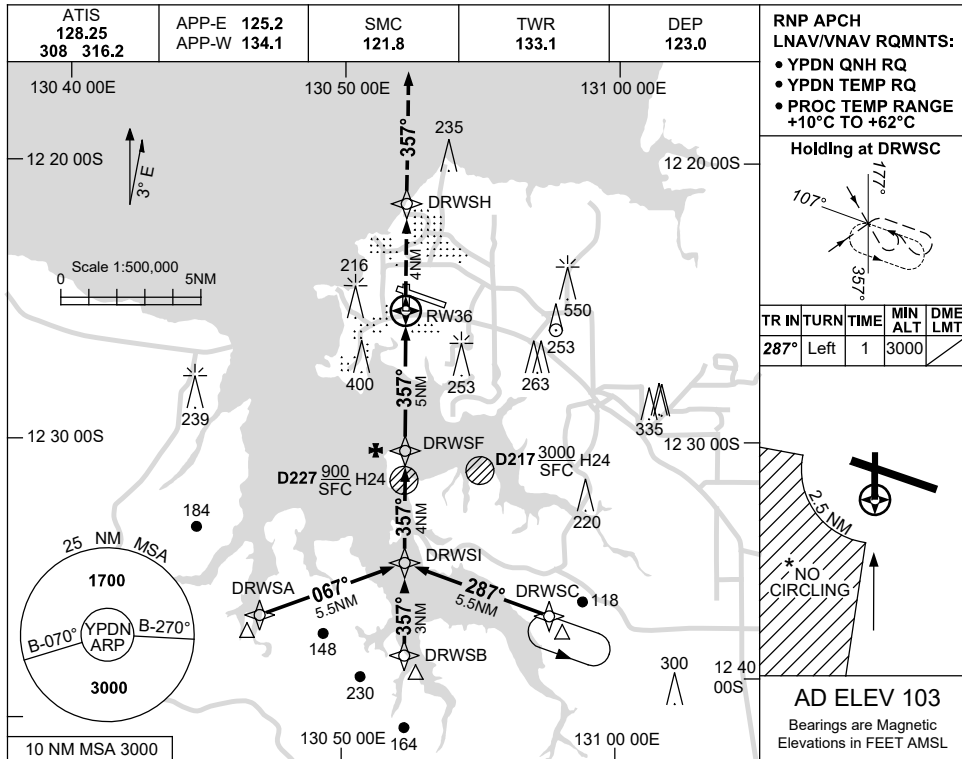 ATIS
128.25
308 316.2
APP-E 125.2
APP-W 134.1
SMC
121.8
TWR
133.1
DEP
123.0
RNP APCH
LNAV/VNAV RQMNTS:
• YPDN QNH RQ
• YPDN TEMP RQ
• PROC TEMP RANGE
+10°C TO +62°C
130 40 00E
130 50 00E
131 00 00E
357°
235
12 20 00S
12 20 00S
3° E
DRWSH
Scale 1:500,000
0
5NM
4NM
216
550
RW36
253
400
253
263
239
357°
5NM
335
12 30 00S
12 30 00S
DRWSF
D227 900 SFC H24
D217 3000 SFC H24
184
220
357°
4NM
25 NM MSA
DRWSI
DRWSA
067°
5.5NM
287°
5.5NM
DRWSC
118
1700
B-070°
YPDN
ARP
B-270°
3000
148
357°
3NM
DRWSB
230
300
12 40
00S
164
130 50 00E
131 00 00E
10 NM MSA 3000
Holding at DRWSC
177°
107°
357°
TR IN TURN TIME MIN ALT DME LMT
287° Left 1 3000
2.5 NM
* NO
CIRCLING
AD ELEV 103
Bearings are Magnetic
Elevations in FEET AMSL